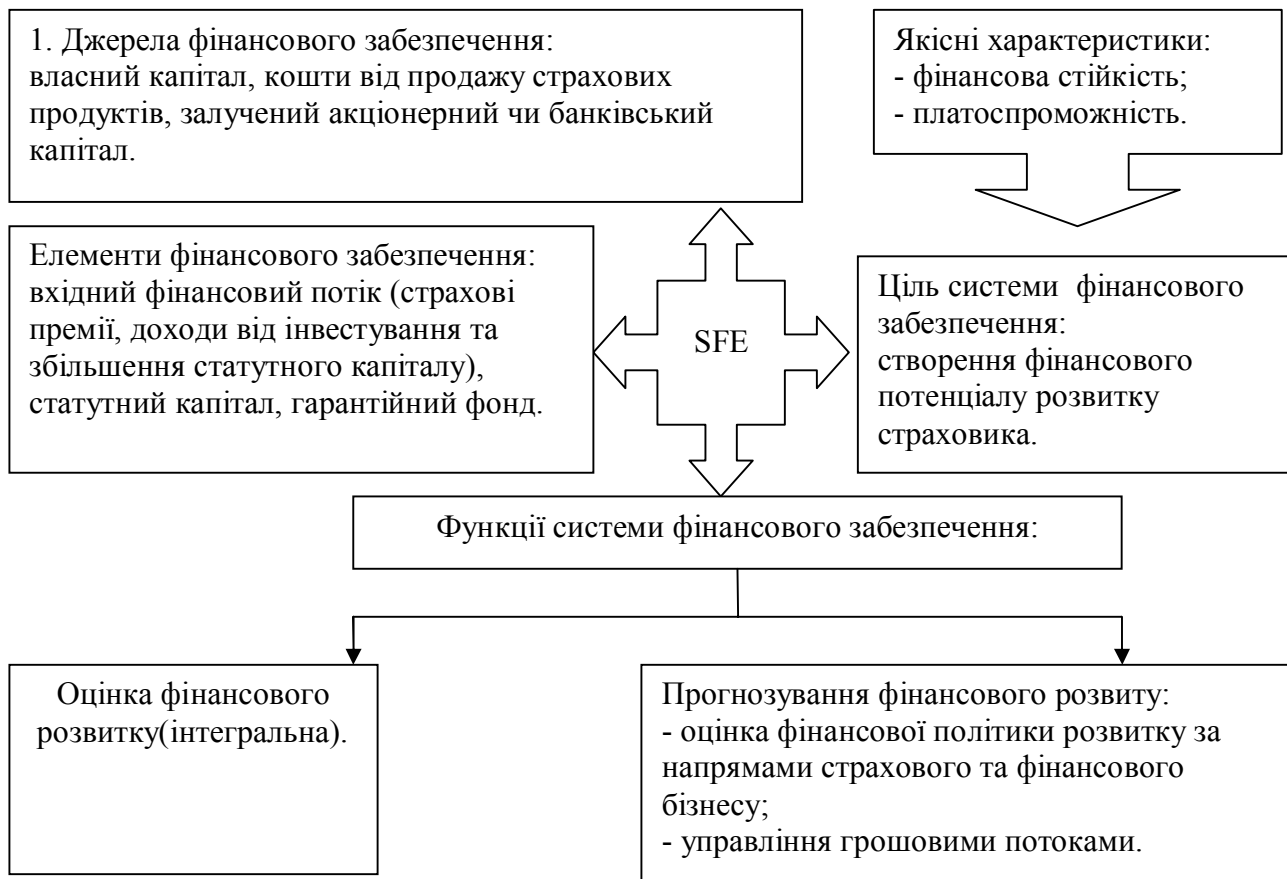 1. Джерела фінансового забезпечення:
власний капітал, кошти від продажу страхових
продуктів, залучений акціонерний чи банківський
капітал.
Якісні характеристики:
- фінансова стійкість;
- платоспроможність.
Елементи фінансового забезпечення:
вхідний фінансовий потік (страхові
премії, доходи від інвестування та
збільшення статутного капіталу),
статутний капітал, гарантійний фонд.
SFE
Ціль системи фінансового
забезпечення:
створення фінансового
потенціалу розвитку
страховика.
Функції системи фінансового забезпечення:
Оцінка фінансового
розвитку(інтегральна).
Прогнозування фінансового розвиту:
- оцінка фінансової політики розвитку за
напрямами страхового та фінансового
бізнесу;
- управління грошовими потоками.